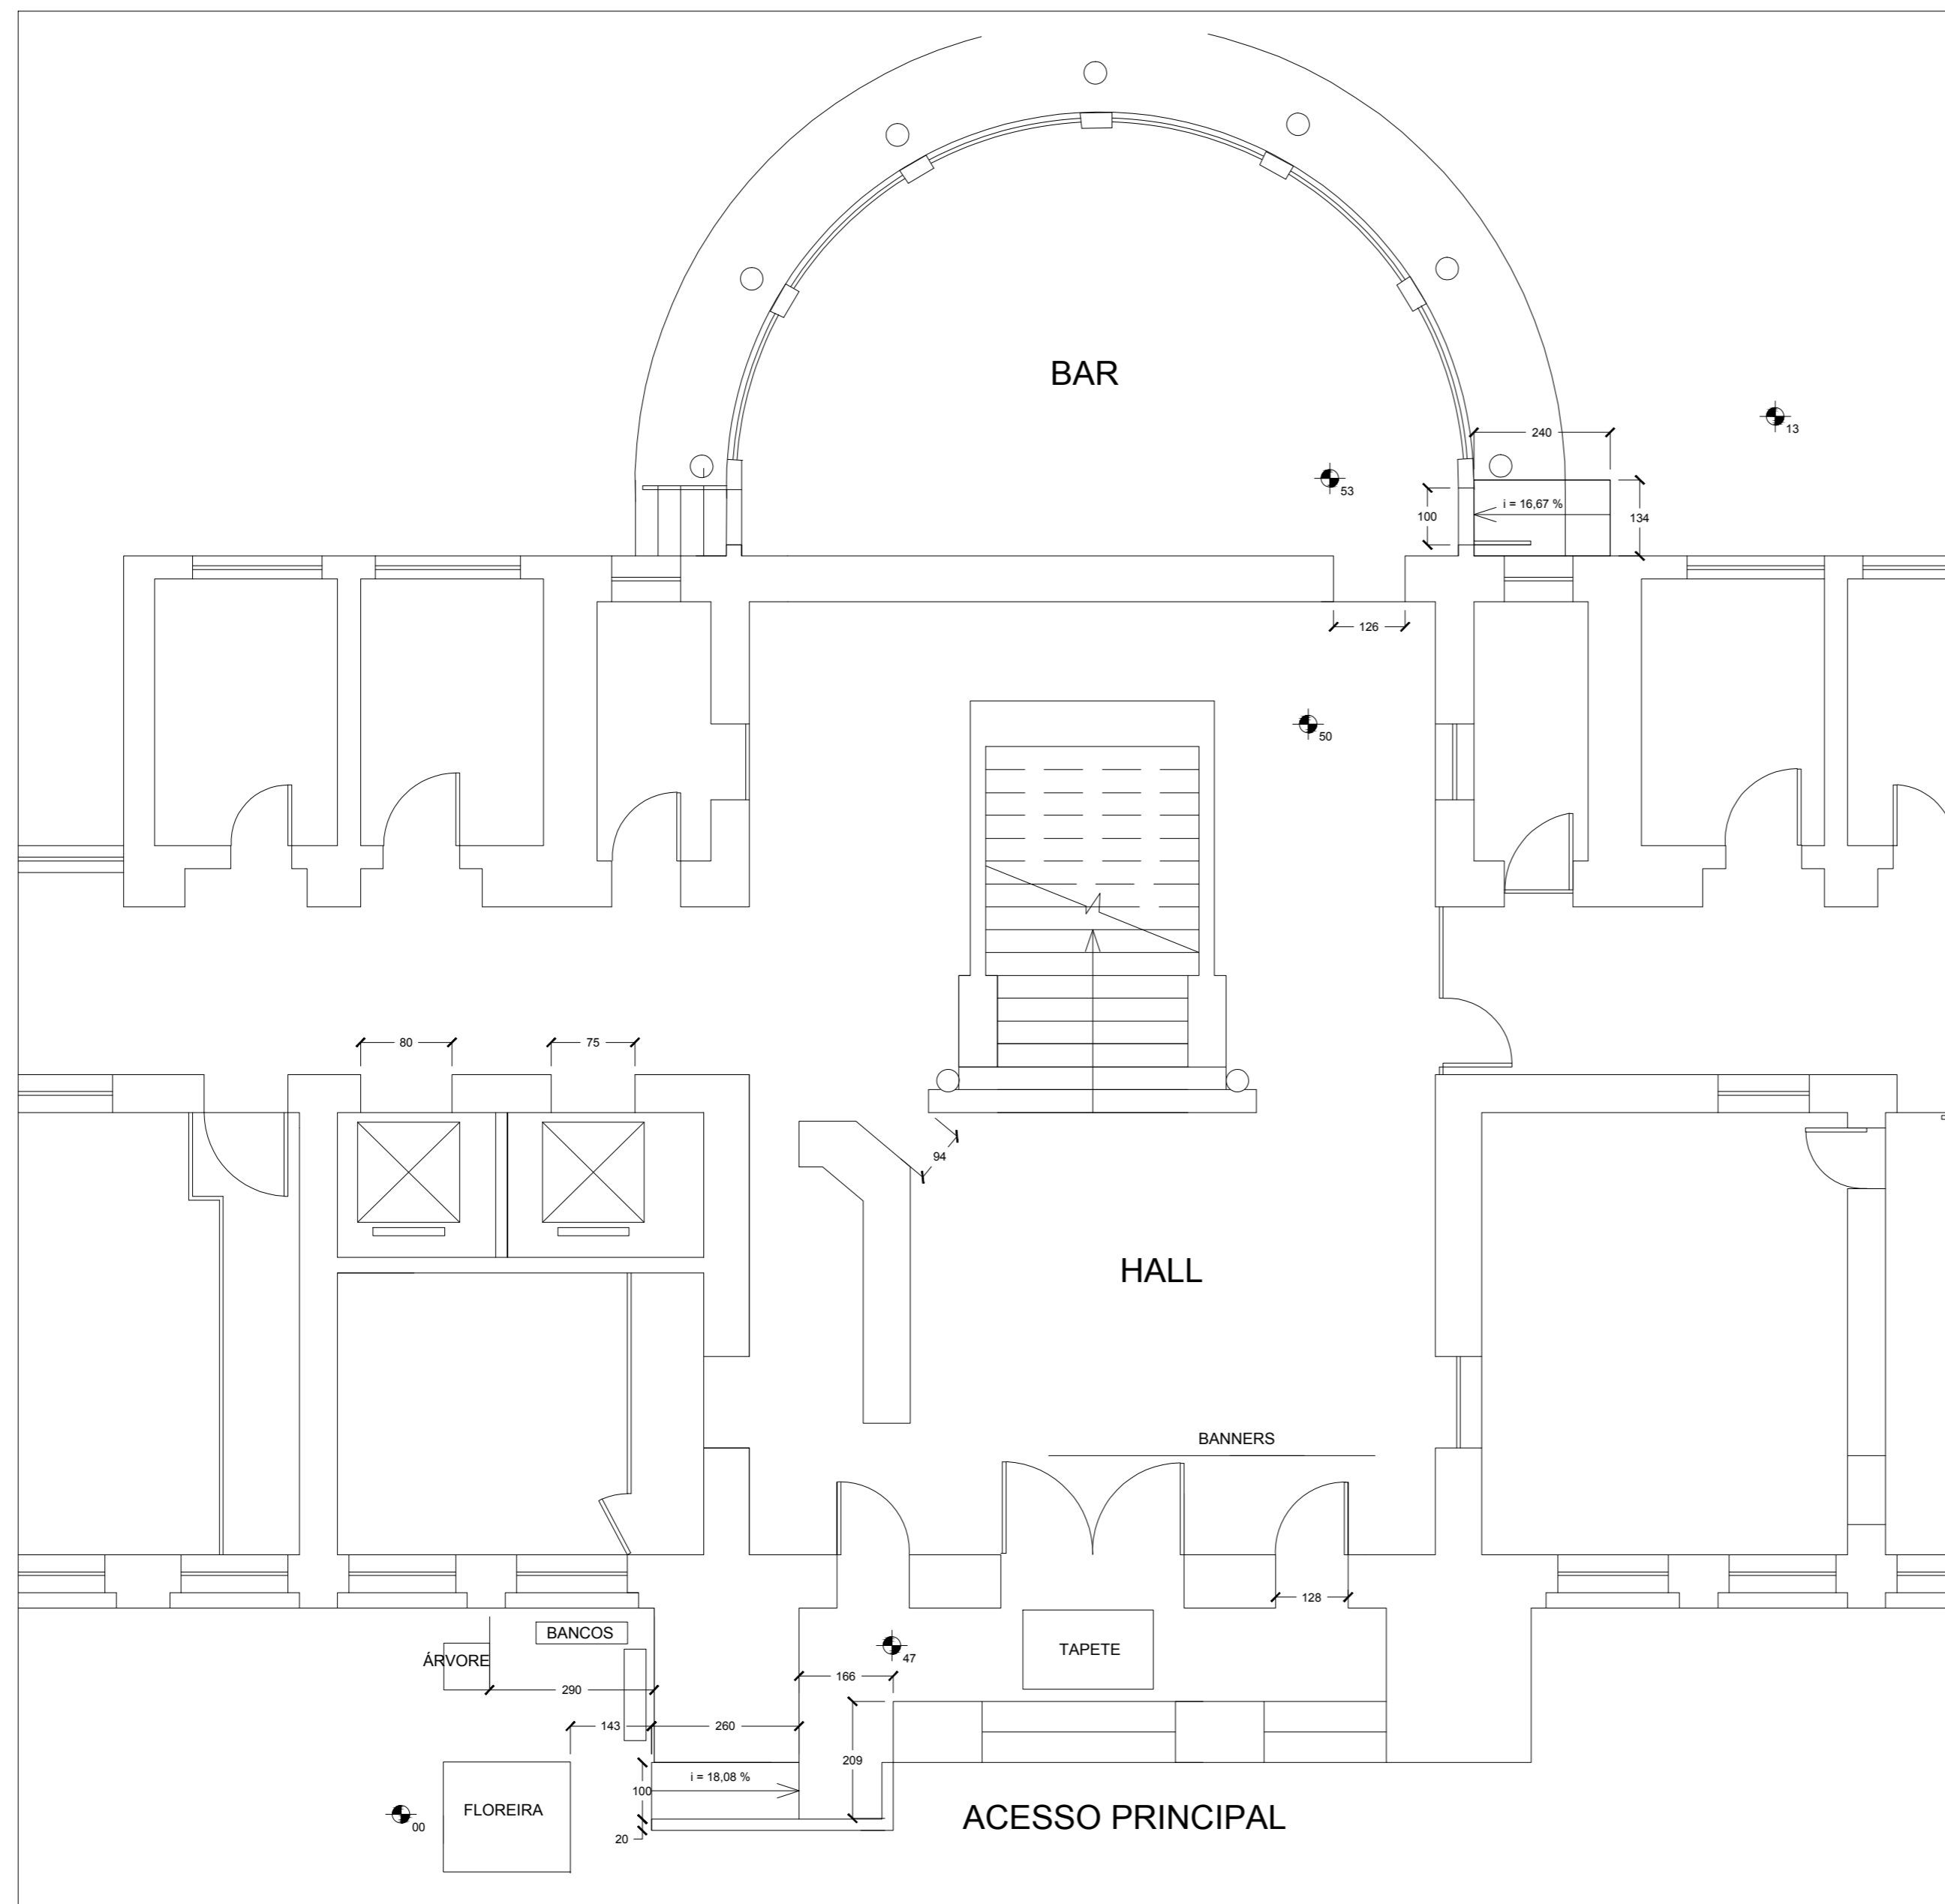 BAR
13
240
53
i = 16,67 %
100
134
126
50
80
75
94
HALL
BANNERS
128
BANCOS
ÁRVORE
47
TAPETE
166
290
143
260
209
i = 18,08 %
100
FLOREIRA
ACESSO PRINCIPAL
00
20